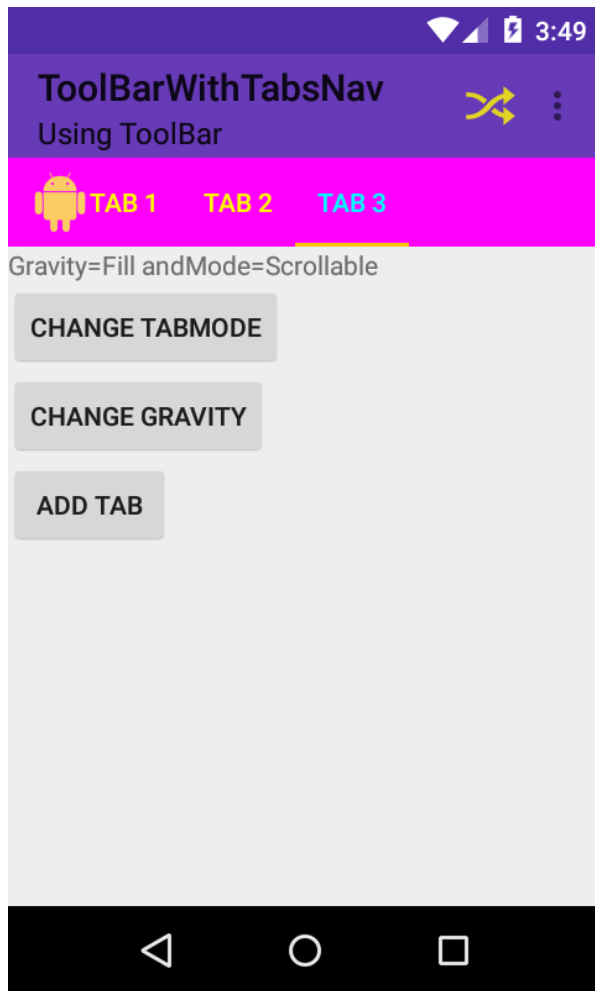 3:49
ToolBarWithTabsNav
Using ToolBar
TAB 1 TAB 2 TAB 3
Gravity=Fill andMode=Scrollable
CHANGE TABMODE
CHANGE GRAVITY
ADD TAB